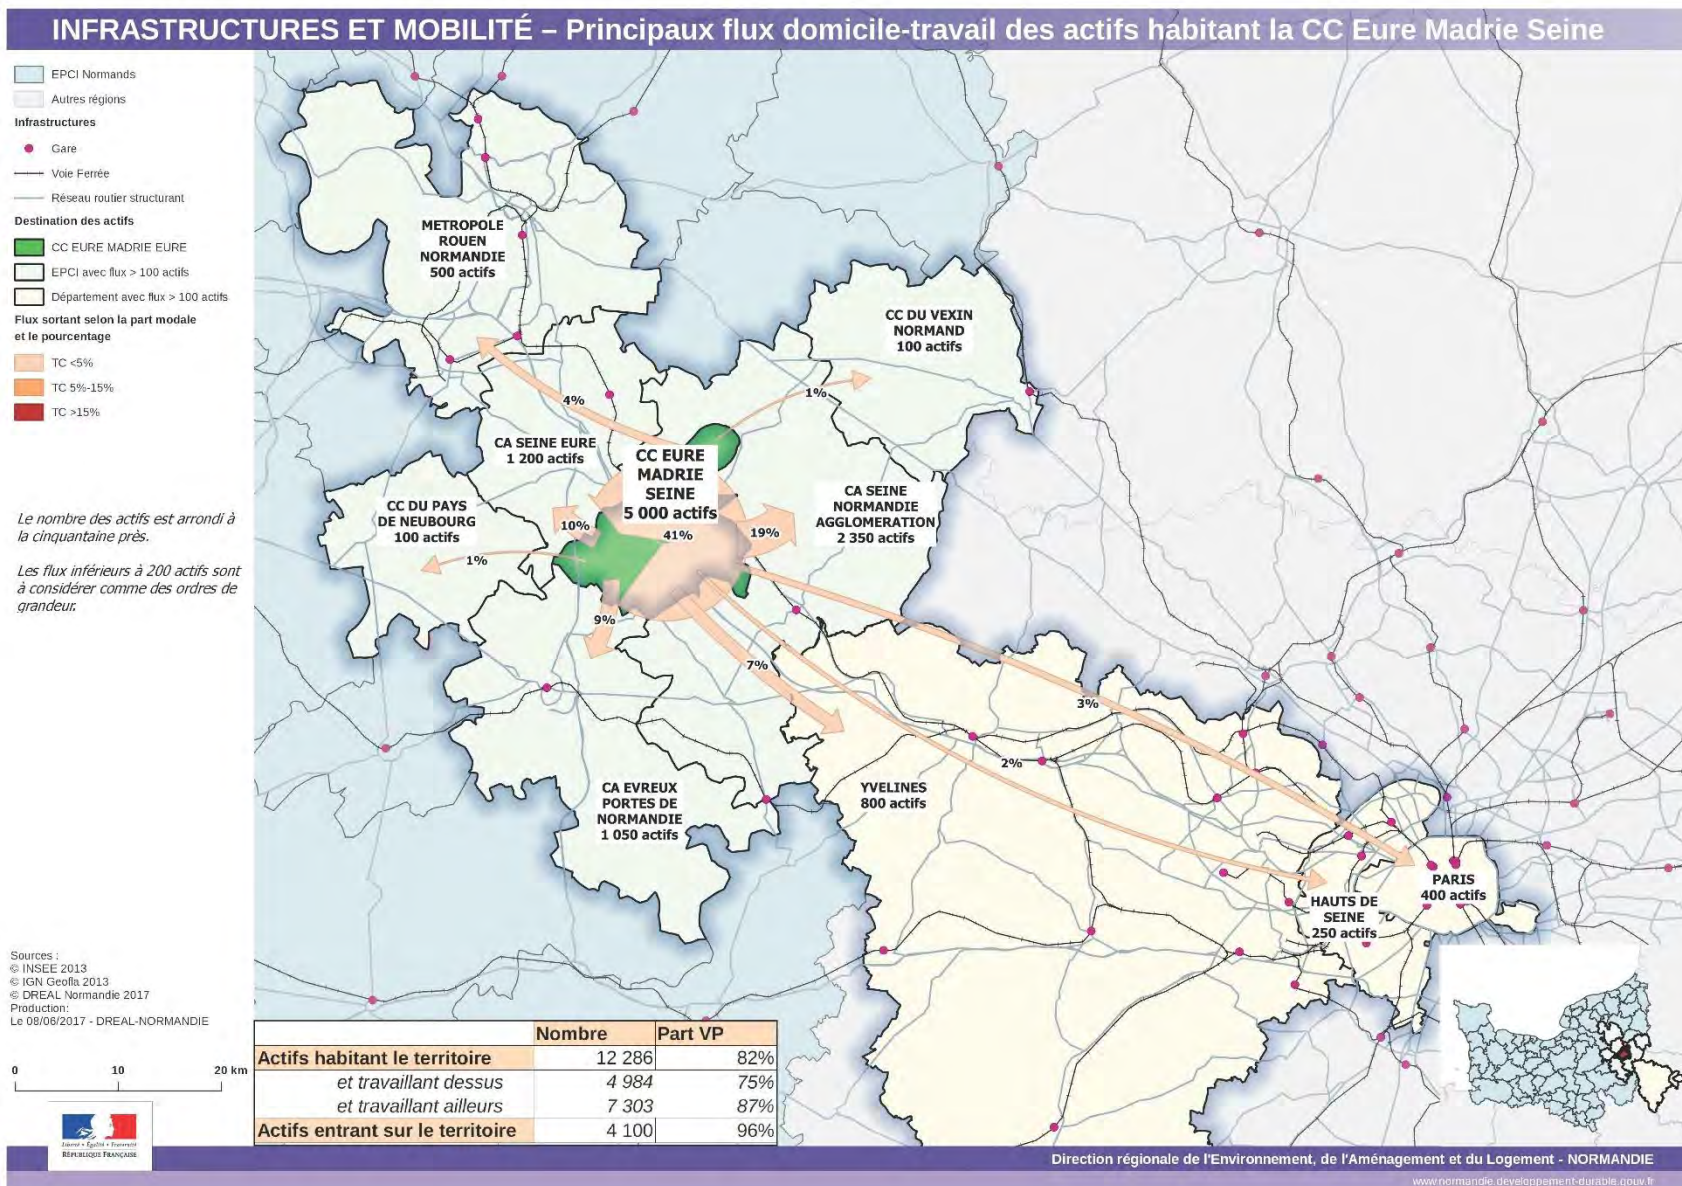 INFRASTRUCTURES ET MOBILITÉ – Principaux flux domicile-travail des actifs habitant la CC Eure Madrie Seine
EPCI Normands
Autres régions
Infrastructures
Gare
Voie Ferrée
Réseau routier structurant
Destination des actifs
CC EURE MADRIE EURE
EPCI avec flux > 100 actifs
Département avec flux > 100 actifs
Flux sortant selon la part modale
et le pourcentage
TC <5%
TC 5%-15%
TC >15%
Le nombre des actifs est arrondi à
la cinquantaine près.
Les flux inférieurs à 200 actifs sont
à considérer comme des ordres de
grandeur.
Sources :
© INSEE 2013
© IGN Geofla 2013
© DREAL Normandie 2017
Production:
Le 08/06/2017 - DREAL-NORMANDIE
0 10 20 km
Liberté • Égalité • Fraternité
RÉPUBLIQUE FRANÇAISE
METROPOLE
ROUEN
NORMANDIE
500 actifs
CC DU VEXIN
NORMAND
100 actifs
1%
4%
CA SEINE EURE
1 200 actifs
CC EURE
MADRIE
SEINE
5 000 actifs
41%
CA SEINE
NORMANDIE
AGGLOMERATION
2 350 actifs
19%
10%
CC DU PAYS
DE NEUBOURG
100 actifs
1%
9%
7%
3%
2%
CA EVREUX
PORTES DE
NORMANDIE
1 050 actifs
YVELINES
800 actifs
HAUTS DE
SEINE
250 actifs
PARIS
400 actifs
Nombre Part VP
Actifs habitant le territoire 12 286 82%
et travaillant dessus 4 984 75%
et travaillant ailleurs 7 303 87%
Actifs entrant sur le territoire 4 100 96%
Direction régionale de l'Environnement, de l'Aménagement et du Logement - NORMANDIE
www.normandie.developpement-durable.gouv.fr